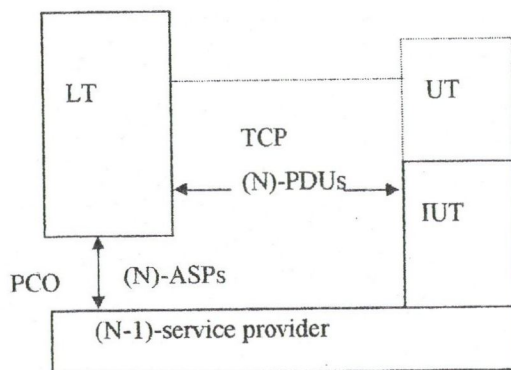 LT
UT
TCP
(N)-PDUs
IUT
PCO
(N)-ASPs
(N-1)-service provider